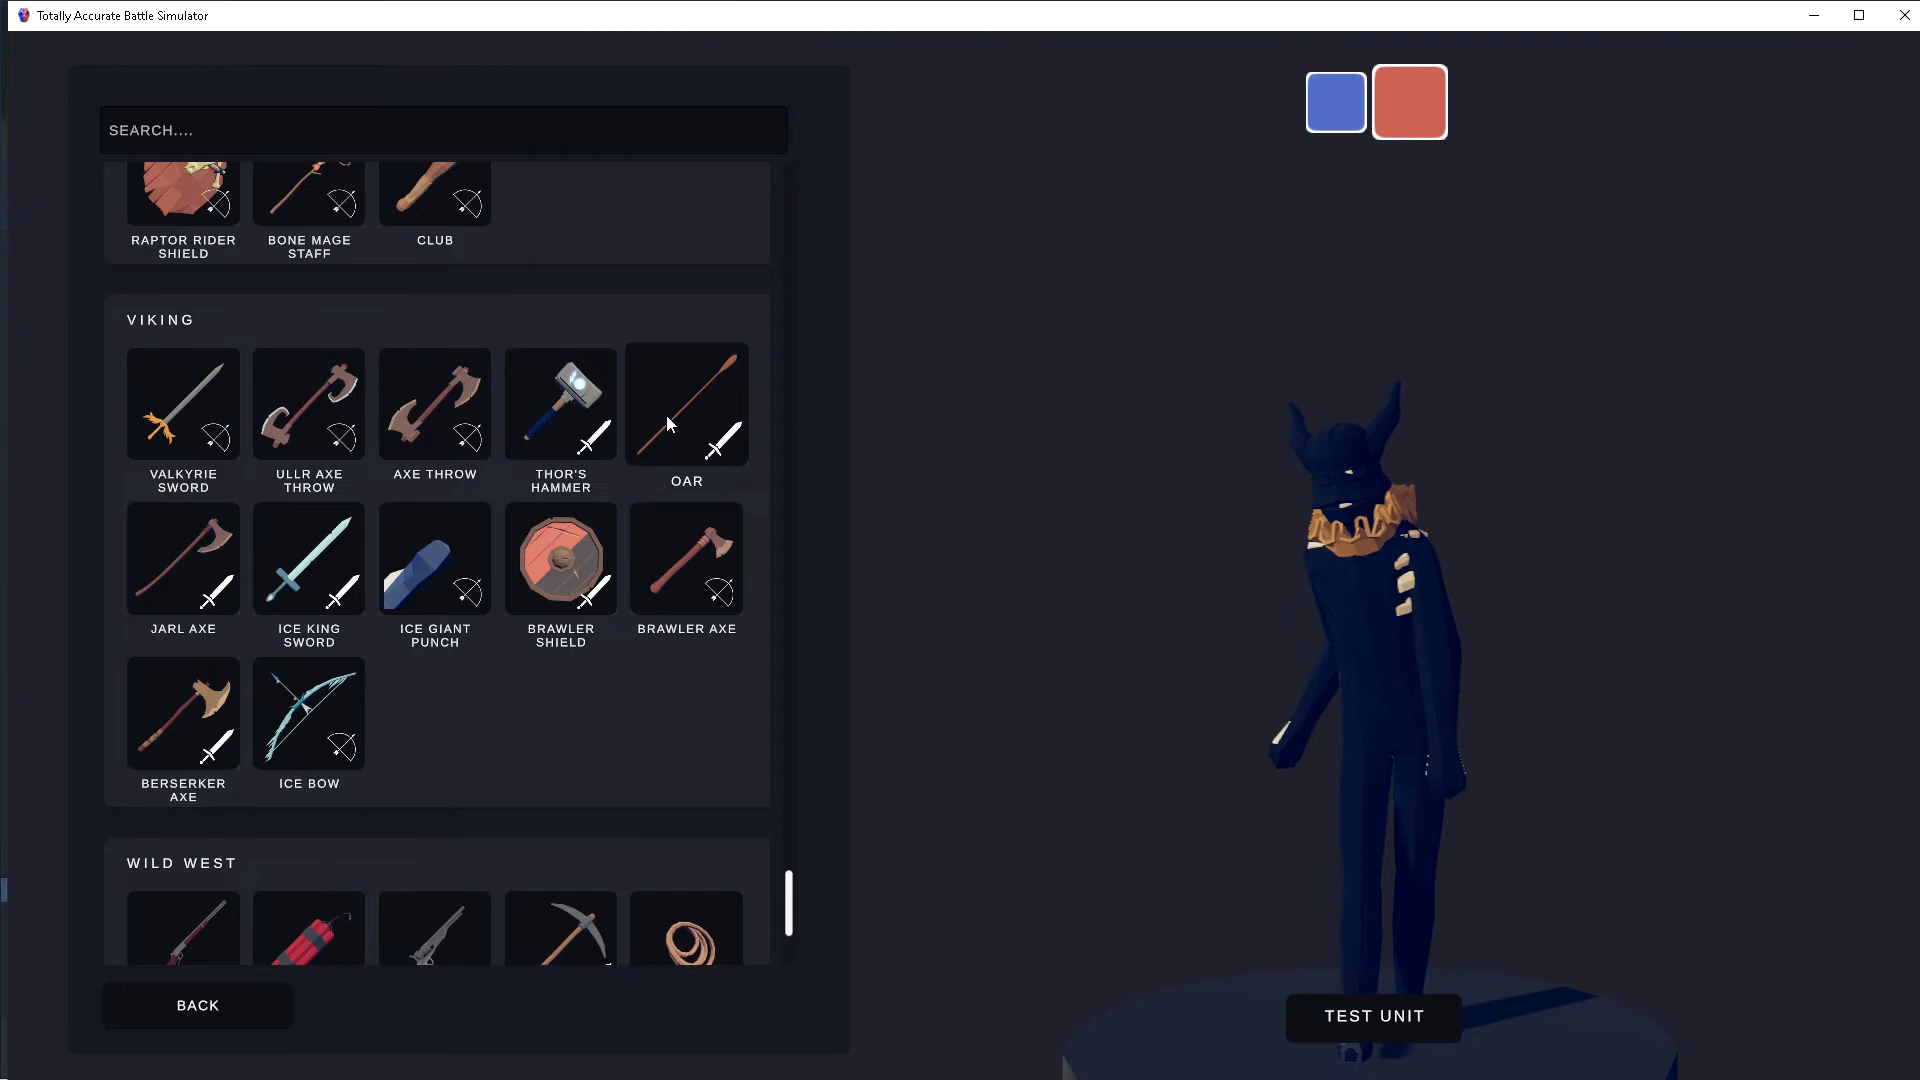 Totally Accurate Battle Simulator
SEARCH....
RAPTOR RIDER
SHIELD
BONE MAGE
STAFF
CLUB
VIKING
VALKYRIE
SWORD
ULLR AXE
THROW
AXE THROW
THOR'S
HAMMER
OAR
JARL AXE
ICE KING
SWORD
ICE GIANT
PUNCH
BRAWLER
SHIELD
BRAWLER AXE
BERSERKER
AXE
ICE BOW
WILD WEST
BACK
TEST UNIT